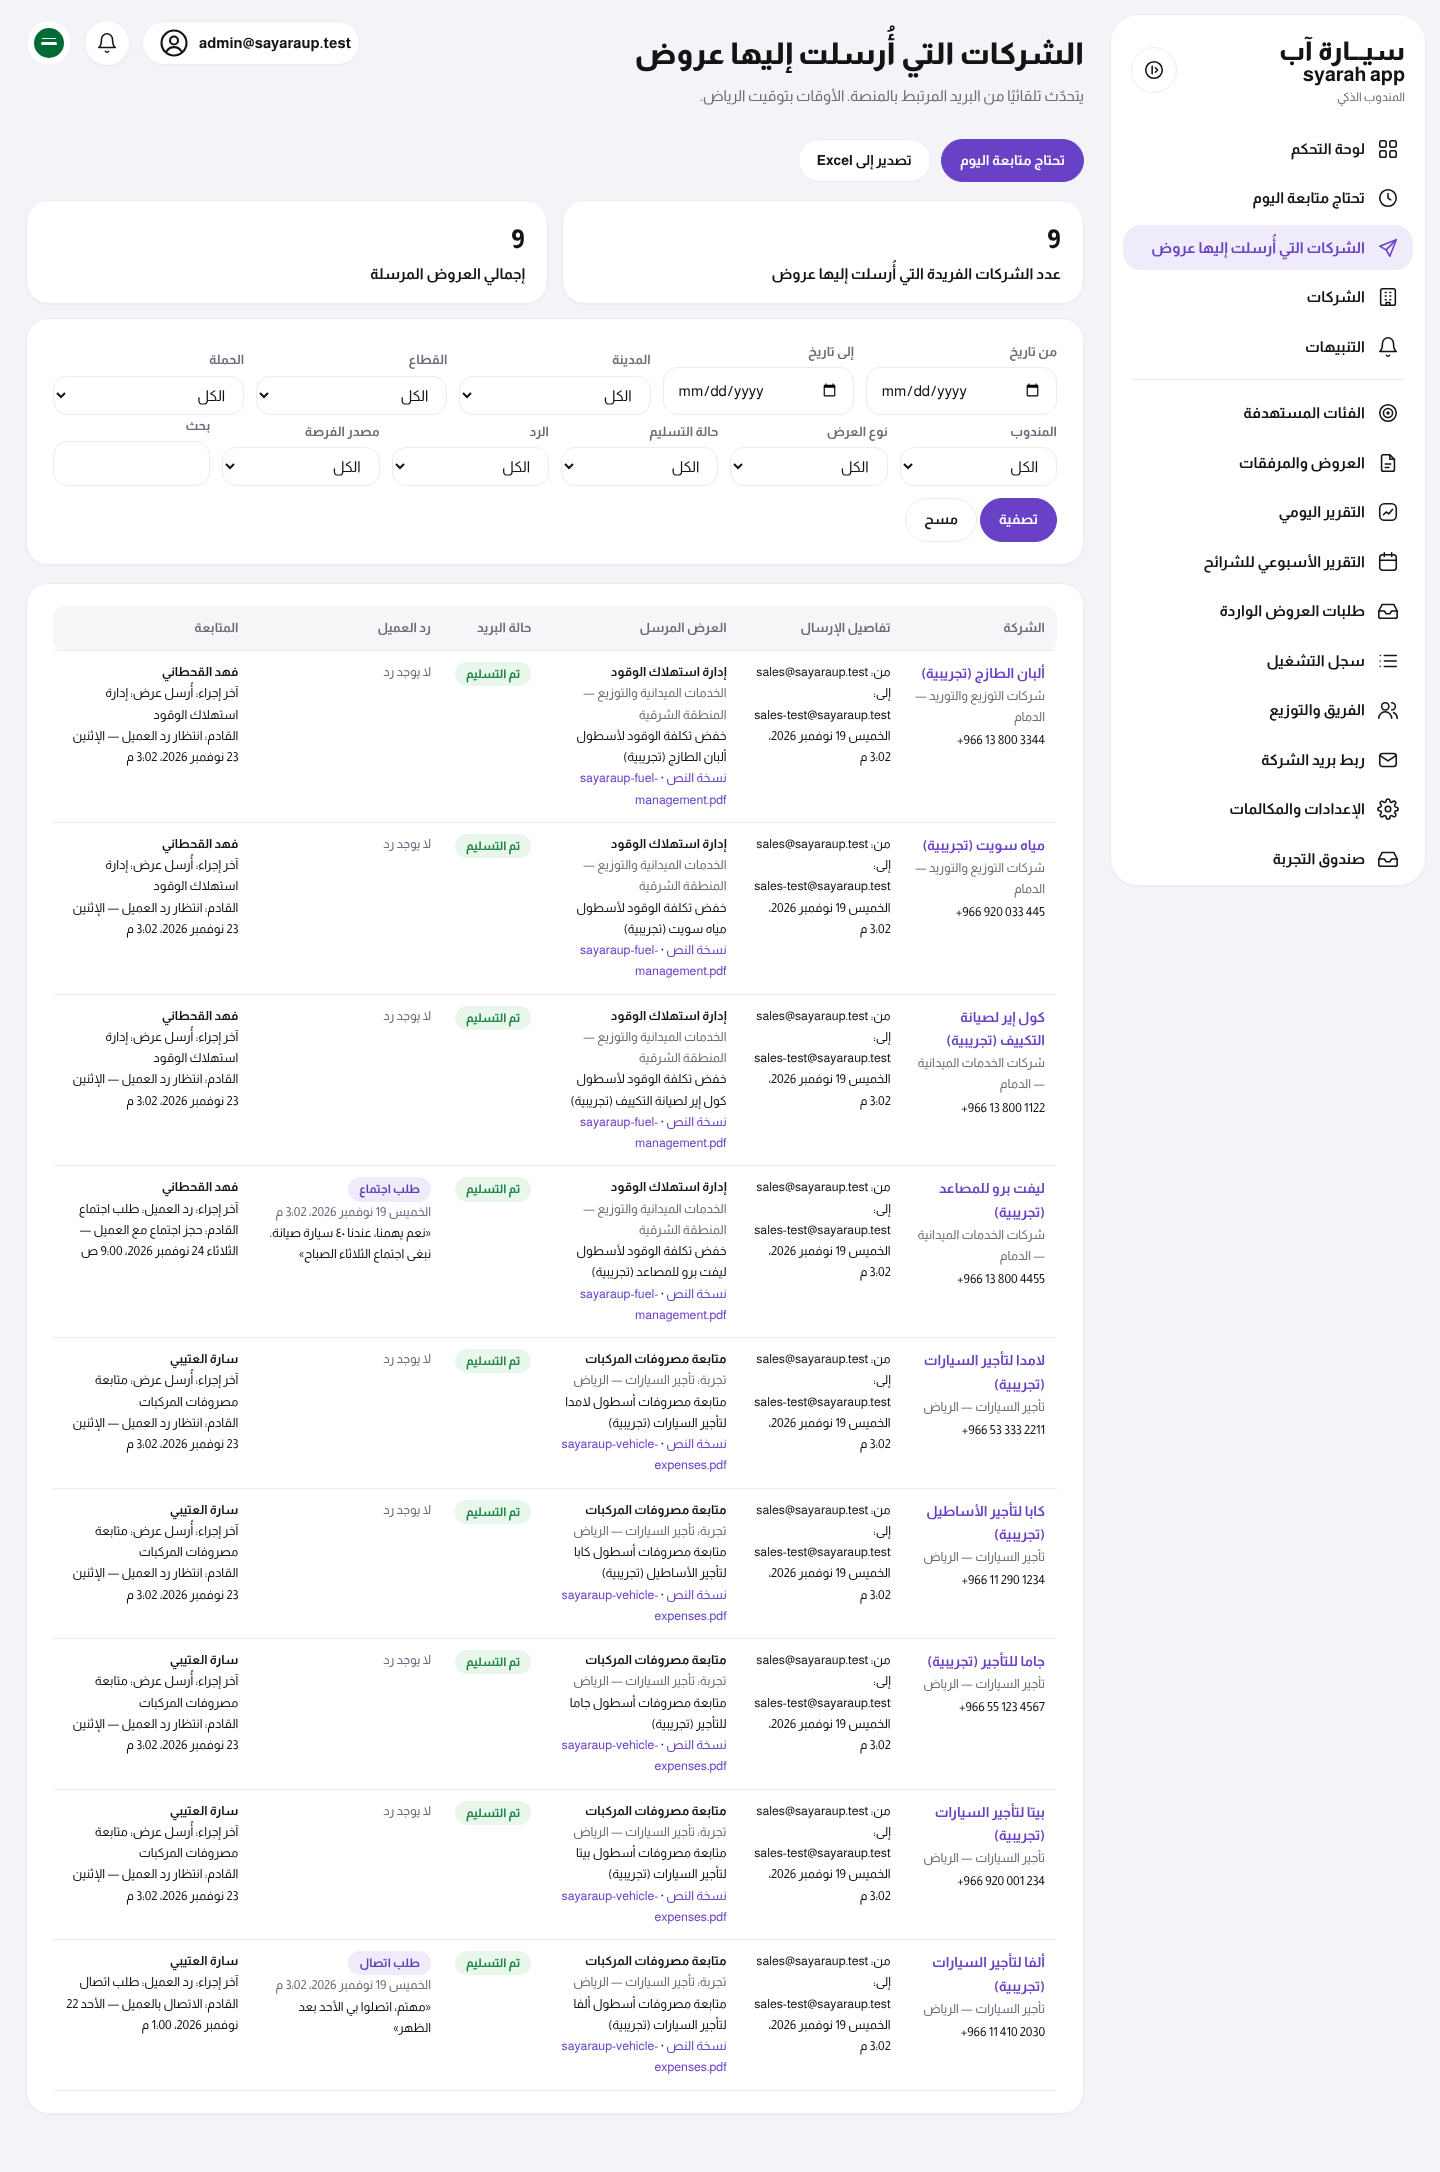 سيــارة آب
syarah app
المندوب الذكي
لوحة التحكم
تحتاج متابعة اليوم
الشركات التي أُرسلت إليها عروض
الشركات
التنبيهات
الفئات المستهدفة
العروض والمرفقات
التقرير اليومي
التقرير الأسبوعي للشرائح
طلبات العروض الواردة
سجل التشغيل
الفريق والتوزيع
ربط بريد الشركة
الإعدادات والمكالمات
صندوق التجربة
admin@sayaraup.test
الشركات التي أُرسلت إليها عروض
يتحدّث تلقائيًا من البريد المرتبط بالمنصة. الأوقات بتوقيت الرياض.
تحتاج متابعة اليوم
تصدير إلى Excel
9
عدد الشركات الفريدة التي أُرسلت إليها عروض
9
إجمالي العروض المرسلة
من تاريخ
mm/dd/yyyy
إلى تاريخ
mm/dd/yyyy
المدينة
الكل
القطاع
الكل
الحملة
الكل
المندوب
الكل
نوع العرض
الكل
حالة التسليم
الكل
الرد
الكل
مصدر الفرصة
الكل
بحث
تصفية
مسح
الشركة
تفاصيل الإرسال
العرض المرسل
حالة البريد
رد العميل
المتابعة
ألبان الطازج (تجريبية)
شركات التوزيع والتوريد —
الدمام
+966 13 800 3344
من: sales@sayaraup.test
إلى:
sales-test@sayaraup.test
الخميس 19 نوفمبر 2026،
3:02 م
إدارة استهلاك الوقود
الخدمات الميدانية والتوزيع —
المنطقة الشرقية
خفض تكلفة الوقود لأسطول
ألبان الطازج (تجريبية)
نسخة النص · sayaraup-fuel-
management.pdf
تم التسليم
لا يوجد رد
فهد القحطاني
آخر إجراء: أُرسل عرض: إدارة
استهلاك الوقود
القادم: انتظار رد العميل — الإثنين
23 نوفمبر 2026، 3:02 م
مياه سويت (تجريبية)
شركات التوزيع والتوريد —
الدمام
+966 920 033 445
من: sales@sayaraup.test
إلى:
sales-test@sayaraup.test
الخميس 19 نوفمبر 2026،
3:02 م
إدارة استهلاك الوقود
الخدمات الميدانية والتوزيع —
المنطقة الشرقية
خفض تكلفة الوقود لأسطول
مياه سويت (تجريبية)
نسخة النص · sayaraup-fuel-
management.pdf
تم التسليم
لا يوجد رد
فهد القحطاني
آخر إجراء: أُرسل عرض: إدارة
استهلاك الوقود
القادم: انتظار رد العميل — الإثنين
23 نوفمبر 2026، 3:02 م
كول إير لصيانة
التكييف (تجريبية)
شركات الخدمات الميدانية
— الدمام
+966 13 800 1122
من: sales@sayaraup.test
إلى:
sales-test@sayaraup.test
الخميس 19 نوفمبر 2026،
3:02 م
إدارة استهلاك الوقود
الخدمات الميدانية والتوزيع —
المنطقة الشرقية
خفض تكلفة الوقود لأسطول
كول إير لصيانة التكييف (تجريبية)
نسخة النص · sayaraup-fuel-
management.pdf
تم التسليم
لا يوجد رد
فهد القحطاني
آخر إجراء: أُرسل عرض: إدارة
استهلاك الوقود
القادم: انتظار رد العميل — الإثنين
23 نوفمبر 2026، 3:02 م
ليفت برو للمصاعد
(تجريبية)
شركات الخدمات الميدانية
— الدمام
+966 13 800 4455
من: sales@sayaraup.test
إلى:
sales-test@sayaraup.test
الخميس 19 نوفمبر 2026،
3:02 م
إدارة استهلاك الوقود
الخدمات الميدانية والتوزيع —
المنطقة الشرقية
خفض تكلفة الوقود لأسطول
ليفت برو للمصاعد (تجريبية)
نسخة النص · sayaraup-fuel-
management.pdf
تم التسليم
طلب اجتماع
الخميس 19 نوفمبر 2026، 3:02 م
«نعم يهمنا، عندنا ٤٠ سيارة صيانة.
نبغى اجتماع الثلاثاء الصباح»
فهد القحطاني
آخر إجراء: رد العميل: طلب اجتماع
القادم: حجز اجتماع مع العميل —
الثلاثاء 24 نوفمبر 2026، 9:00 ص
لامدا لتأجير السيارات
(تجريبية)
تأجير السيارات — الرياض
+966 53 333 2211
من: sales@sayaraup.test
إلى:
sales-test@sayaraup.test
الخميس 19 نوفمبر 2026،
3:02 م
متابعة مصروفات المركبات
تجربة: تأجير السيارات — الرياض
متابعة مصروفات أسطول لامدا
لتأجير السيارات (تجريبية)
نسخة النص · sayaraup-vehicle-
expenses.pdf
تم التسليم
لا يوجد رد
سارة العتيبي
آخر إجراء: أُرسل عرض: متابعة
مصروفات المركبات
القادم: انتظار رد العميل — الإثنين
23 نوفمبر 2026، 3:02 م
كابا لتأجير الأساطيل
(تجريبية)
تأجير السيارات — الرياض
+966 11 290 1234
من: sales@sayaraup.test
إلى:
sales-test@sayaraup.test
الخميس 19 نوفمبر 2026،
3:02 م
متابعة مصروفات المركبات
تجربة: تأجير السيارات — الرياض
متابعة مصروفات أسطول كابا
لتأجير الأساطيل (تجريبية)
نسخة النص · sayaraup-vehicle-
expenses.pdf
تم التسليم
لا يوجد رد
سارة العتيبي
آخر إجراء: أُرسل عرض: متابعة
مصروفات المركبات
القادم: انتظار رد العميل — الإثنين
23 نوفمبر 2026، 3:02 م
جاما للتأجير (تجريبية)
تأجير السيارات — الرياض
+966 55 123 4567
من: sales@sayaraup.test
إلى:
sales-test@sayaraup.test
الخميس 19 نوفمبر 2026،
3:02 م
متابعة مصروفات المركبات
تجربة: تأجير السيارات — الرياض
متابعة مصروفات أسطول جاما
للتأجير (تجريبية)
نسخة النص · sayaraup-vehicle-
expenses.pdf
تم التسليم
لا يوجد رد
سارة العتيبي
آخر إجراء: أُرسل عرض: متابعة
مصروفات المركبات
القادم: انتظار رد العميل — الإثنين
23 نوفمبر 2026، 3:02 م
بيتا لتأجير السيارات
(تجريبية)
تأجير السيارات — الرياض
+966 920 001 234
من: sales@sayaraup.test
إلى:
sales-test@sayaraup.test
الخميس 19 نوفمبر 2026،
3:02 م
متابعة مصروفات المركبات
تجربة: تأجير السيارات — الرياض
متابعة مصروفات أسطول بيتا
لتأجير السيارات (تجريبية)
نسخة النص · sayaraup-vehicle-
expenses.pdf
تم التسليم
لا يوجد رد
سارة العتيبي
آخر إجراء: أُرسل عرض: متابعة
مصروفات المركبات
القادم: انتظار رد العميل — الإثنين
23 نوفمبر 2026، 3:02 م
ألفا لتأجير السيارات
(تجريبية)
تأجير السيارات — الرياض
+966 11 410 2030
من: sales@sayaraup.test
إلى:
sales-test@sayaraup.test
الخميس 19 نوفمبر 2026،
3:02 م
متابعة مصروفات المركبات
تجربة: تأجير السيارات — الرياض
متابعة مصروفات أسطول ألفا
لتأجير السيارات (تجريبية)
نسخة النص · sayaraup-vehicle-
expenses.pdf
تم التسليم
طلب اتصال
الخميس 19 نوفمبر 2026، 3:02 م
«مهتم، اتصلوا بي الأحد بعد
الظهر»
سارة العتيبي
آخر إجراء: رد العميل: طلب اتصال
القادم: الاتصال بالعميل — الأحد 22
نوفمبر 2026، 1:00 م